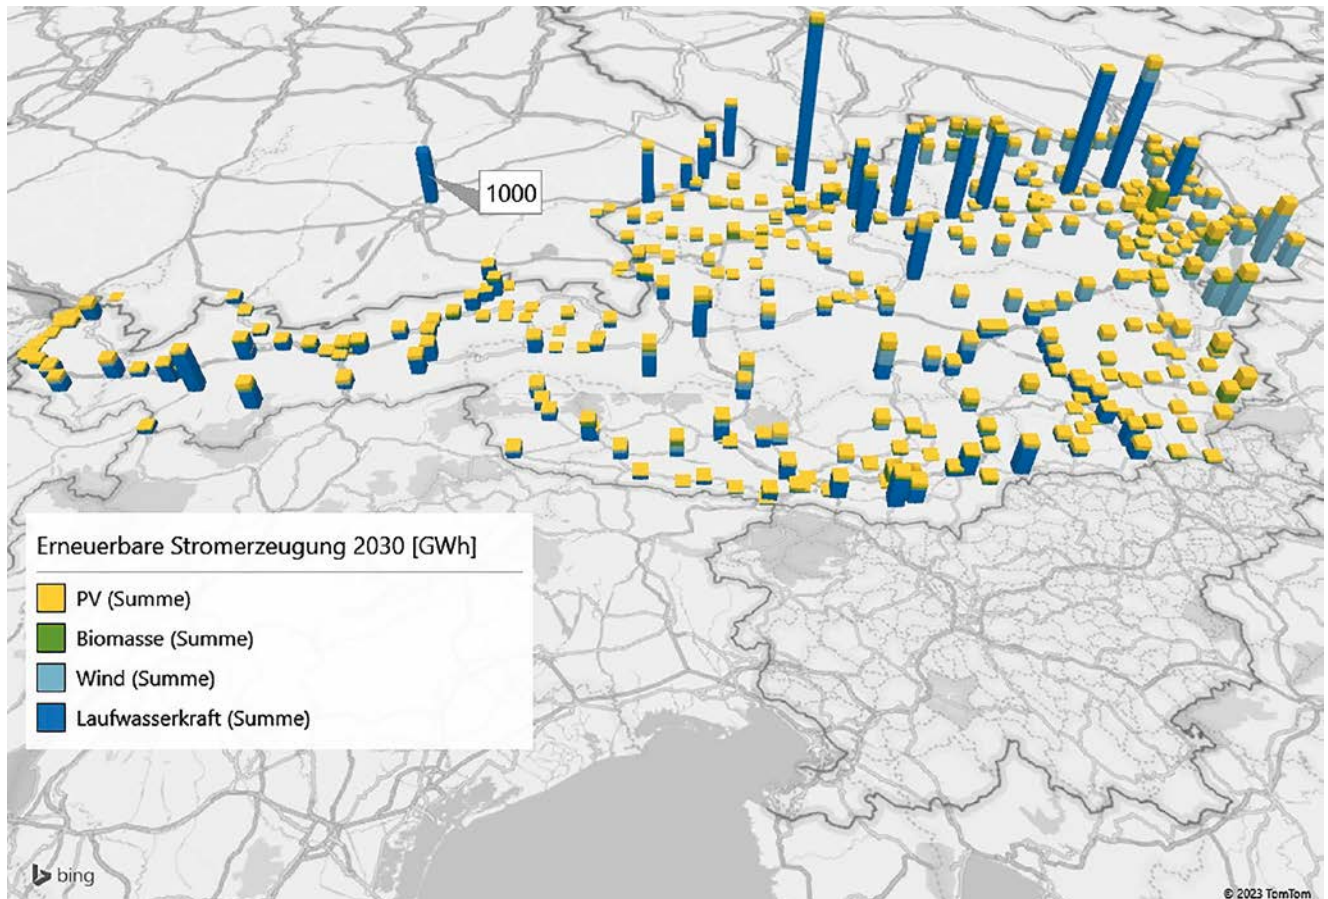 1000
Erneuerbare Stromerzeugung 2030 [GWh]
PV (Summe)
Biomasse (Summe)
Wind (Summe)
Laufwasserkraft (Summe)
bing
© 2023 TomTom